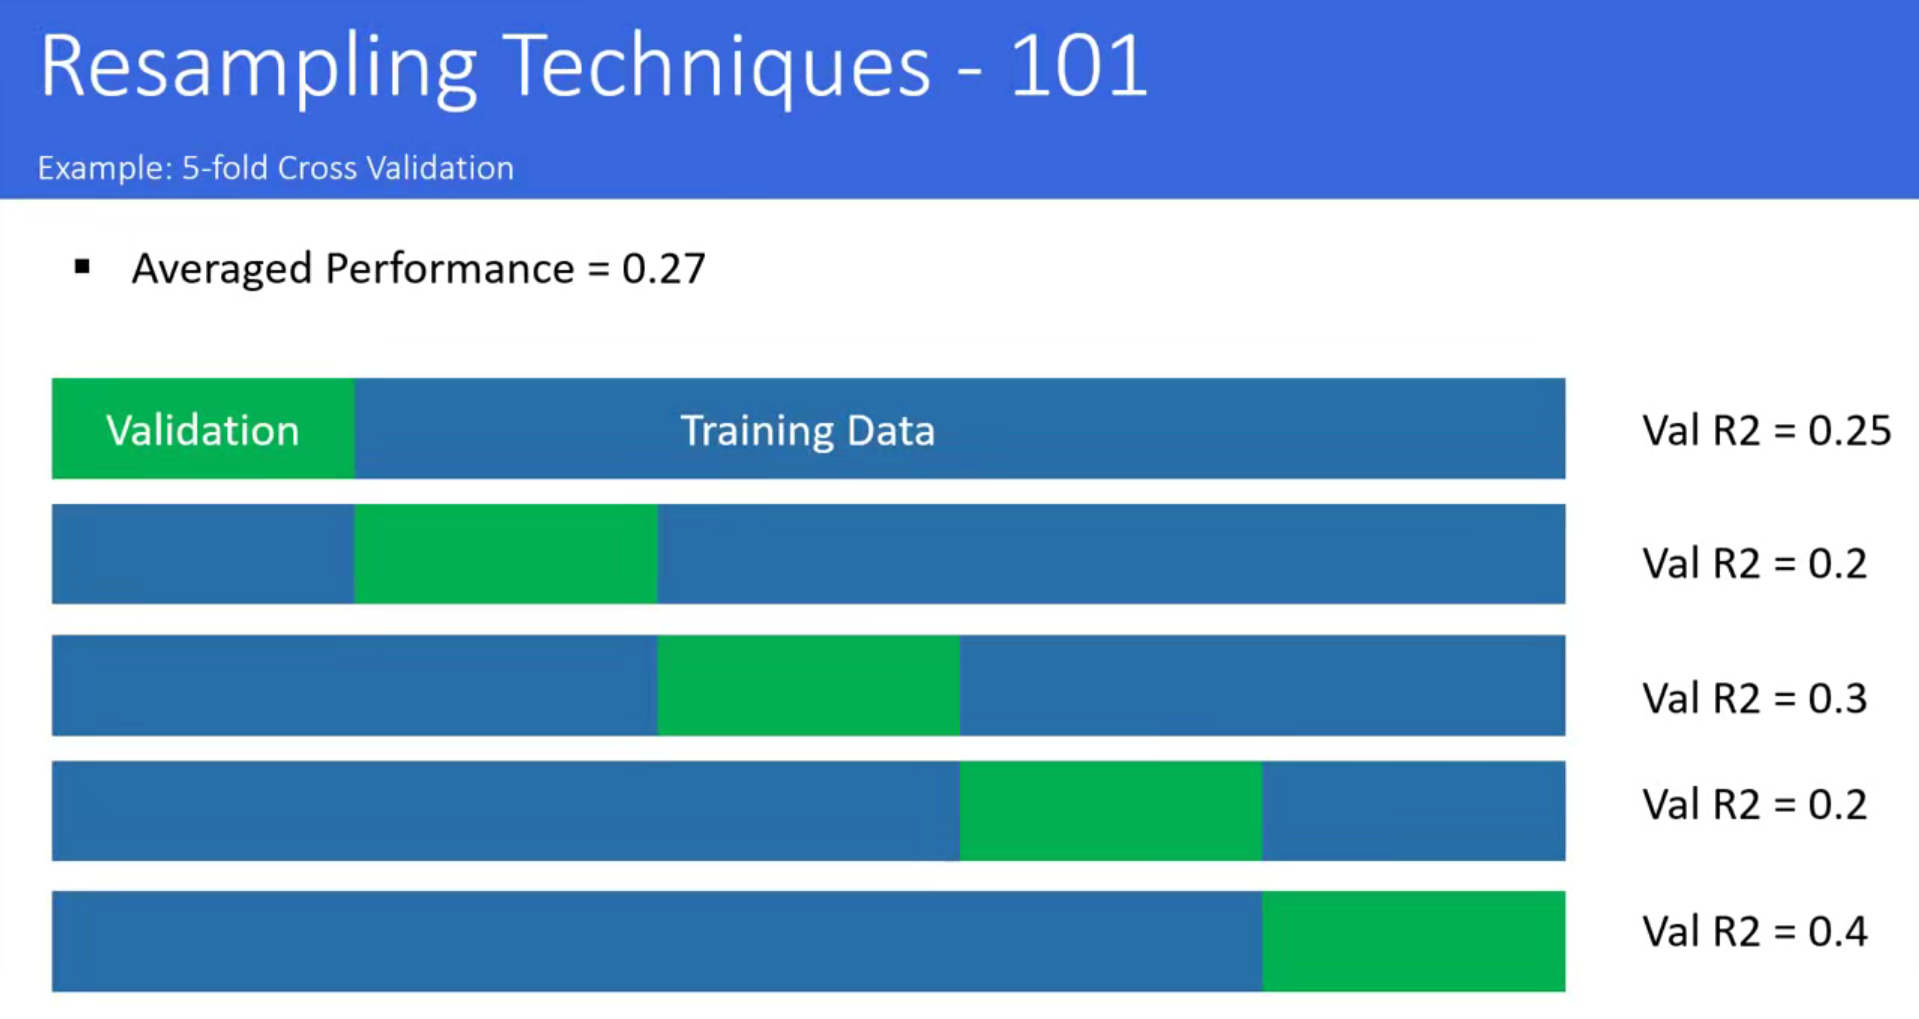 Resampling Techniques - 101
Example: 5-fold Cross Validation
▪ Averaged Performance = 0.27
Validation Training Data Val R2 = 0.25
Val R2 = 0.2
Val R2 = 0.3
Val R2 = 0.2
Val R2 = 0.4